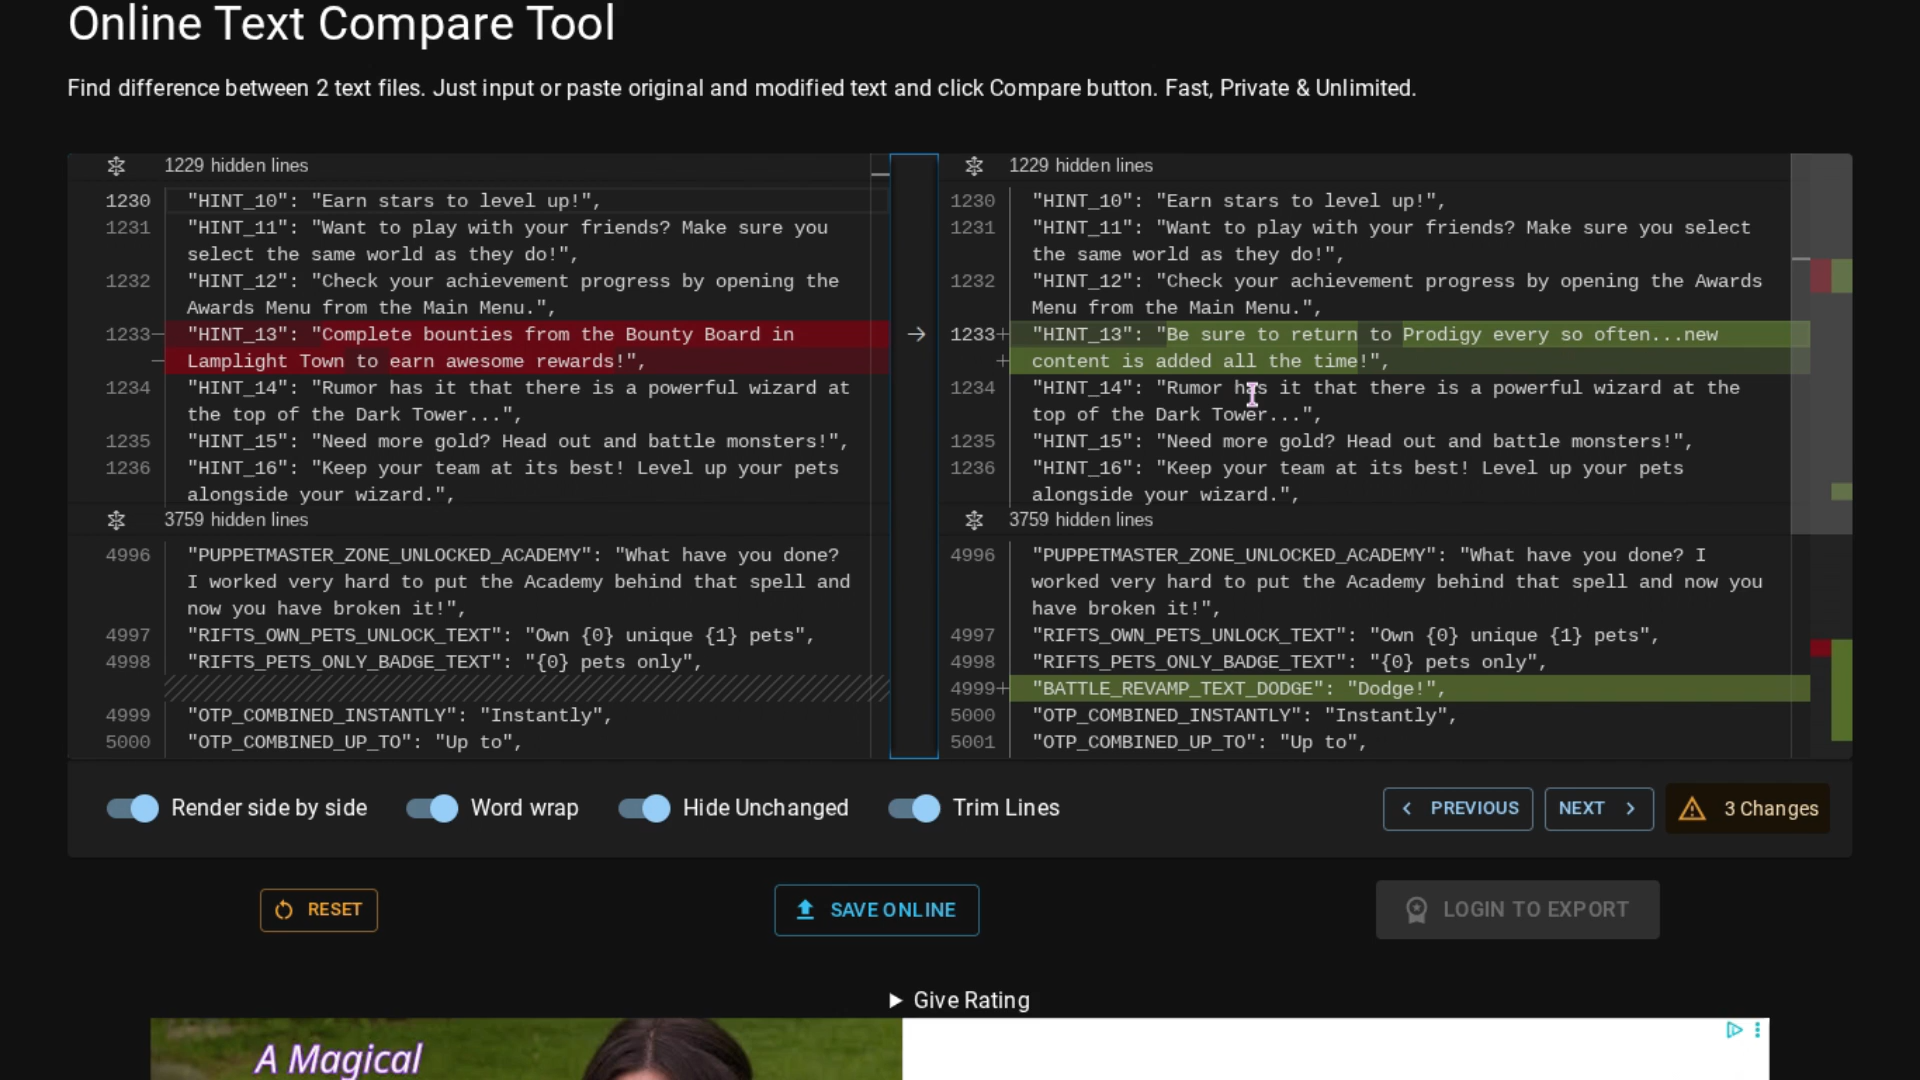 Online Text Compare Tool
Find difference between 2 text files. Just input or paste original and modified text and click Compare button. Fast, Private & Unlimited.
1229 hidden lines
1230 "HINT_10": "Earn stars to level up!",
1231 "HINT_11": "Want to play with your friends? Make sure you
select the same world as they do!",
1232 "HINT_12": "Check your achievement progress by opening the
Awards Menu from the Main Menu.",
1233- "HINT_13": "Complete bounties from the Bounty Board in
- Lamplight Town to earn awesome rewards!",
1234 "HINT_14": "Rumor has it that there is a powerful wizard at
the top of the Dark Tower...",
1235 "HINT_15": "Need more gold? Head out and battle monsters!",
1236 "HINT_16": "Keep your team at its best! Level up your pets
alongside your wizard.",
3759 hidden lines
4996 "PUPPETMASTER_ZONE_UNLOCKED_ACADEMY": "What have you done?
I worked very hard to put the Academy behind that spell and
now you have broken it!",
4997 "RIFTS_OWN_PETS_UNLOCK_TEXT": "Own {0} unique {1} pets",
4998 "RIFTS_PETS_ONLY_BADGE_TEXT": "{0} pets only",
4999 "OTP_COMBINED_INSTANTLY": "Instantly",
5000 "OTP_COMBINED_UP_TO": "Up to",
1229 hidden lines
1230 "HINT_10": "Earn stars to level up!",
1231 "HINT_11": "Want to play with your friends? Make sure you select
the same world as they do!",
1232 "HINT_12": "Check your achievement progress by opening the Awards
Menu from the Main Menu.",
1233+ "HINT_13": "Be sure to return to Prodigy every so often...new
+ content is added all the time!",
1234 "HINT_14": "Rumor has it that there is a powerful wizard at the
top of the Dark Tower...",
1235 "HINT_15": "Need more gold? Head out and battle monsters!",
1236 "HINT_16": "Keep your team at its best! Level up your pets
alongside your wizard.",
3759 hidden lines
4996 "PUPPETMASTER_ZONE_UNLOCKED_ACADEMY": "What have you done? I
worked very hard to put the Academy behind that spell and now you
have broken it!",
4997 "RIFTS_OWN_PETS_UNLOCK_TEXT": "Own {0} unique {1} pets",
4998 "RIFTS_PETS_ONLY_BADGE_TEXT": "{0} pets only",
4999+ "BATTLE_REVAMP_TEXT_DODGE": "Dodge!",
5000 "OTP_COMBINED_INSTANTLY": "Instantly",
5001 "OTP_COMBINED_UP_TO": "Up to",
Render side by side Word wrap Hide Unchanged Trim Lines PREVIOUS NEXT 3 Changes
RESET SAVE ONLINE LOGIN TO EXPORT
Give Rating
A Magical